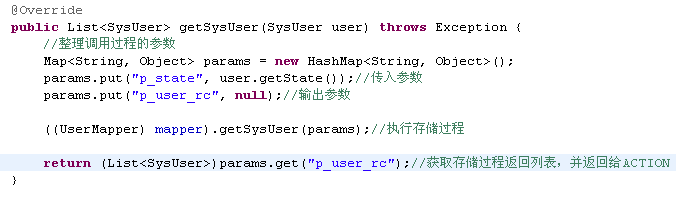 @Override
public List<SysUser> getSysUser(SysUser user) throws Exception {
//整理调用过程的参数
Map<String, Object> params = new HashMap<String, Object>();
params.put("p_state", user.getState());//传入参数
params.put("p_user_rc", null);//输出参数
((UserMapper) mapper).getSysUser(params);//执行存储过程
return (List<SysUser>)params.get("p_user_rc");//获取存储过程返回列表，并返回给ACTION
}